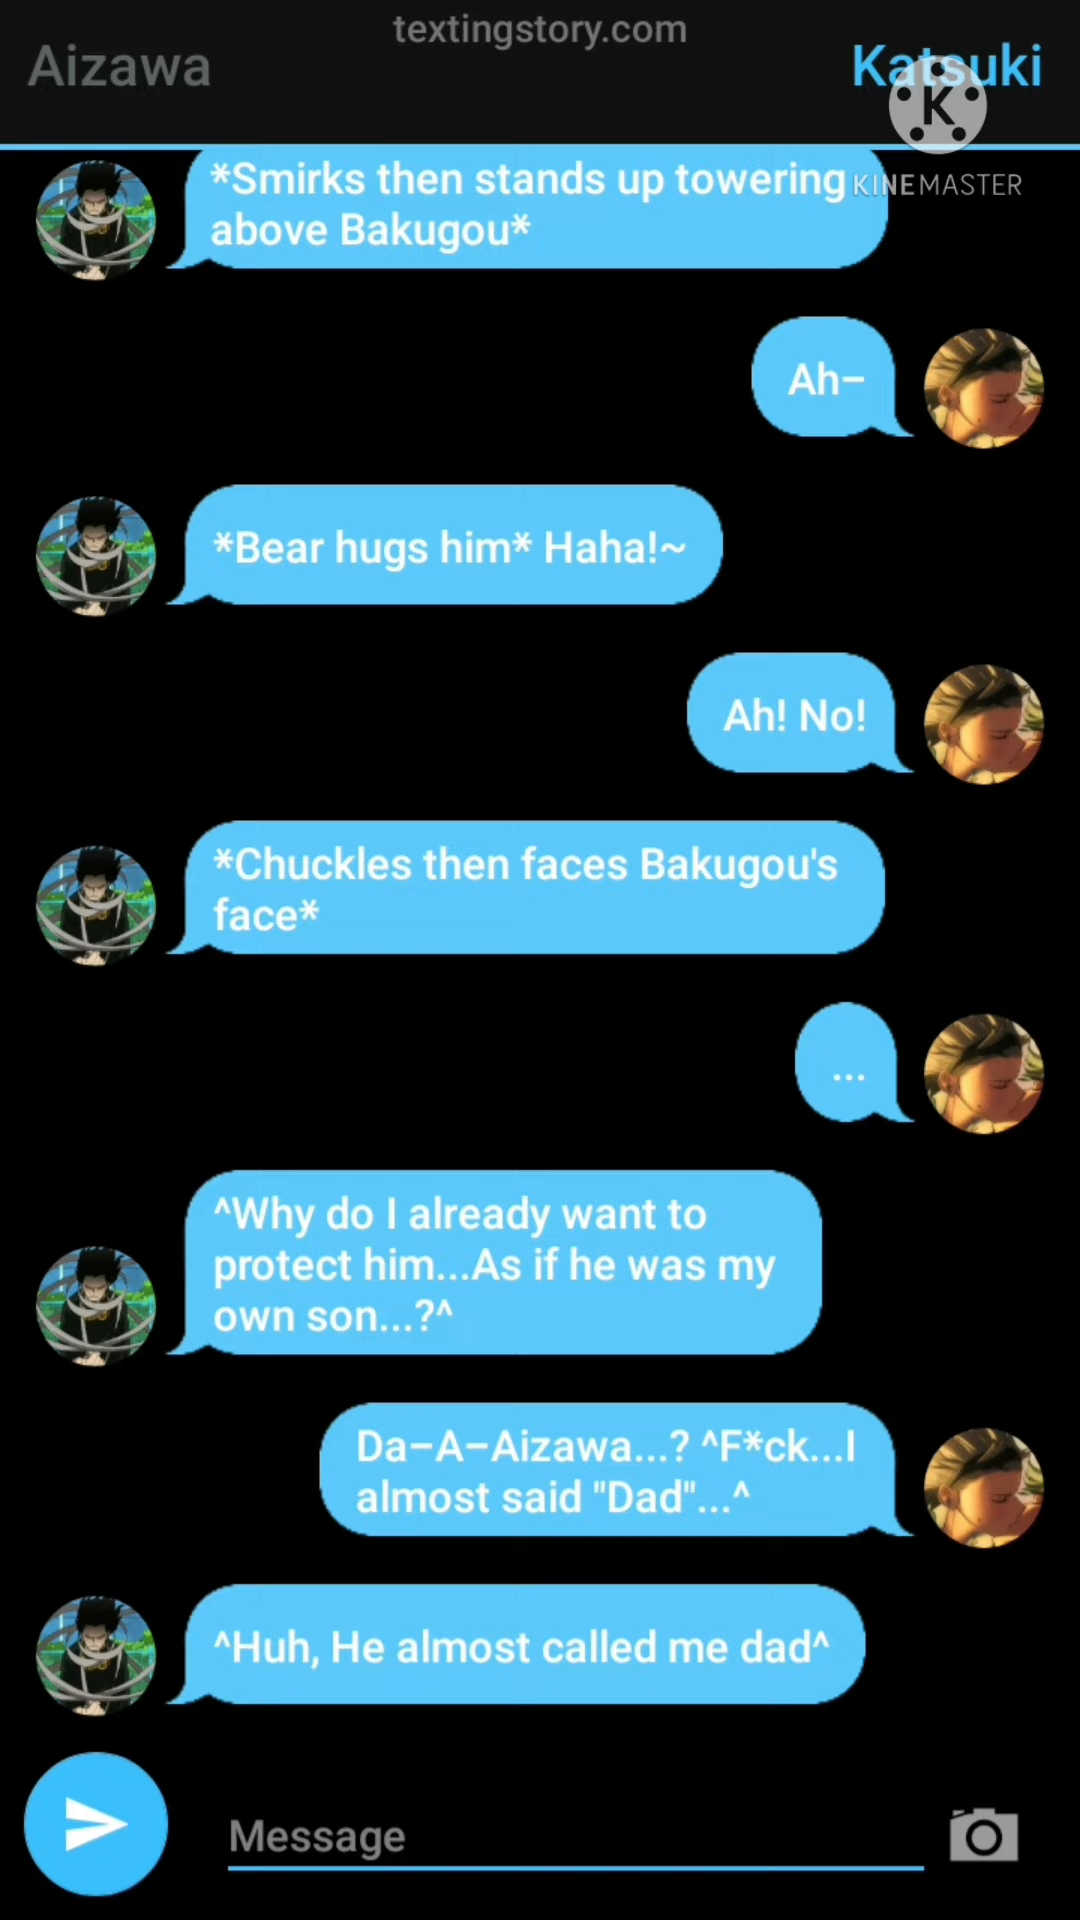 textingstory.com
Aizawa
Katsuki
K
KINEMASTER
*Smirks then stands up towering
above Bakugou*
Ah–
*Bear hugs him* Haha!~
Ah! No!
*Chuckles then faces Bakugou's
face*
...
^Why do I already want to
protect him...As if he was my
own son...?^
Da–A–Aizawa...? ^F*ck...I
almost said "Dad"...^
^Huh, He almost called me dad^
Message